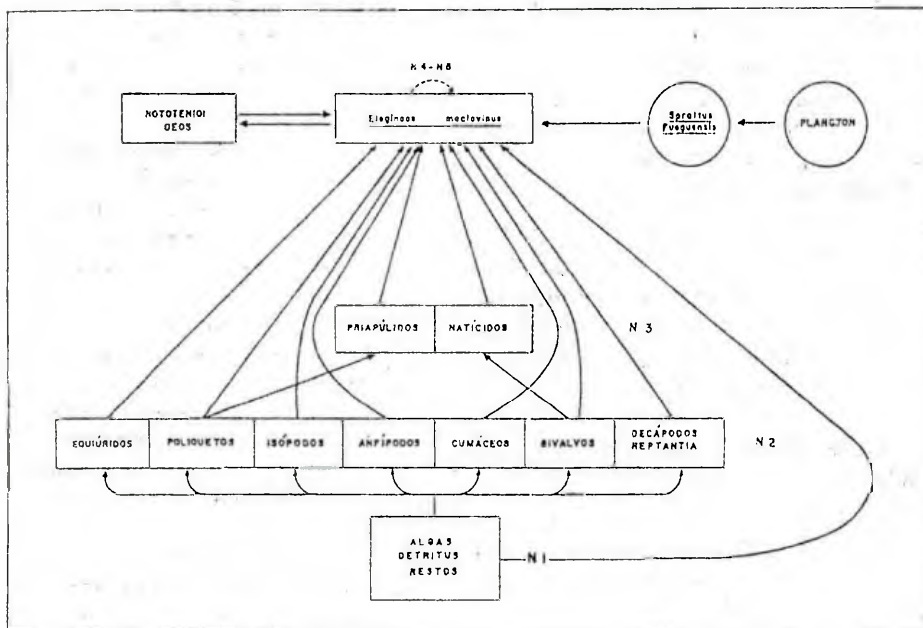 N4-N5
NOTOTENIOI
DEOS
Eleginops maclovinus
Sprattus
fueguensis
PLANCTON
PRIAPÚLIDOS
NATÍCIDOS
N 3
EQUIÚRIDOS
POLIQUETOS
ISÓPODOS
ANFÍPODOS
CUMÁCEOS
BIVALVOS
DECÁPODOS
REPTANTIA
N 2
ALGAS
DETRITUS
RESTOS
N 1